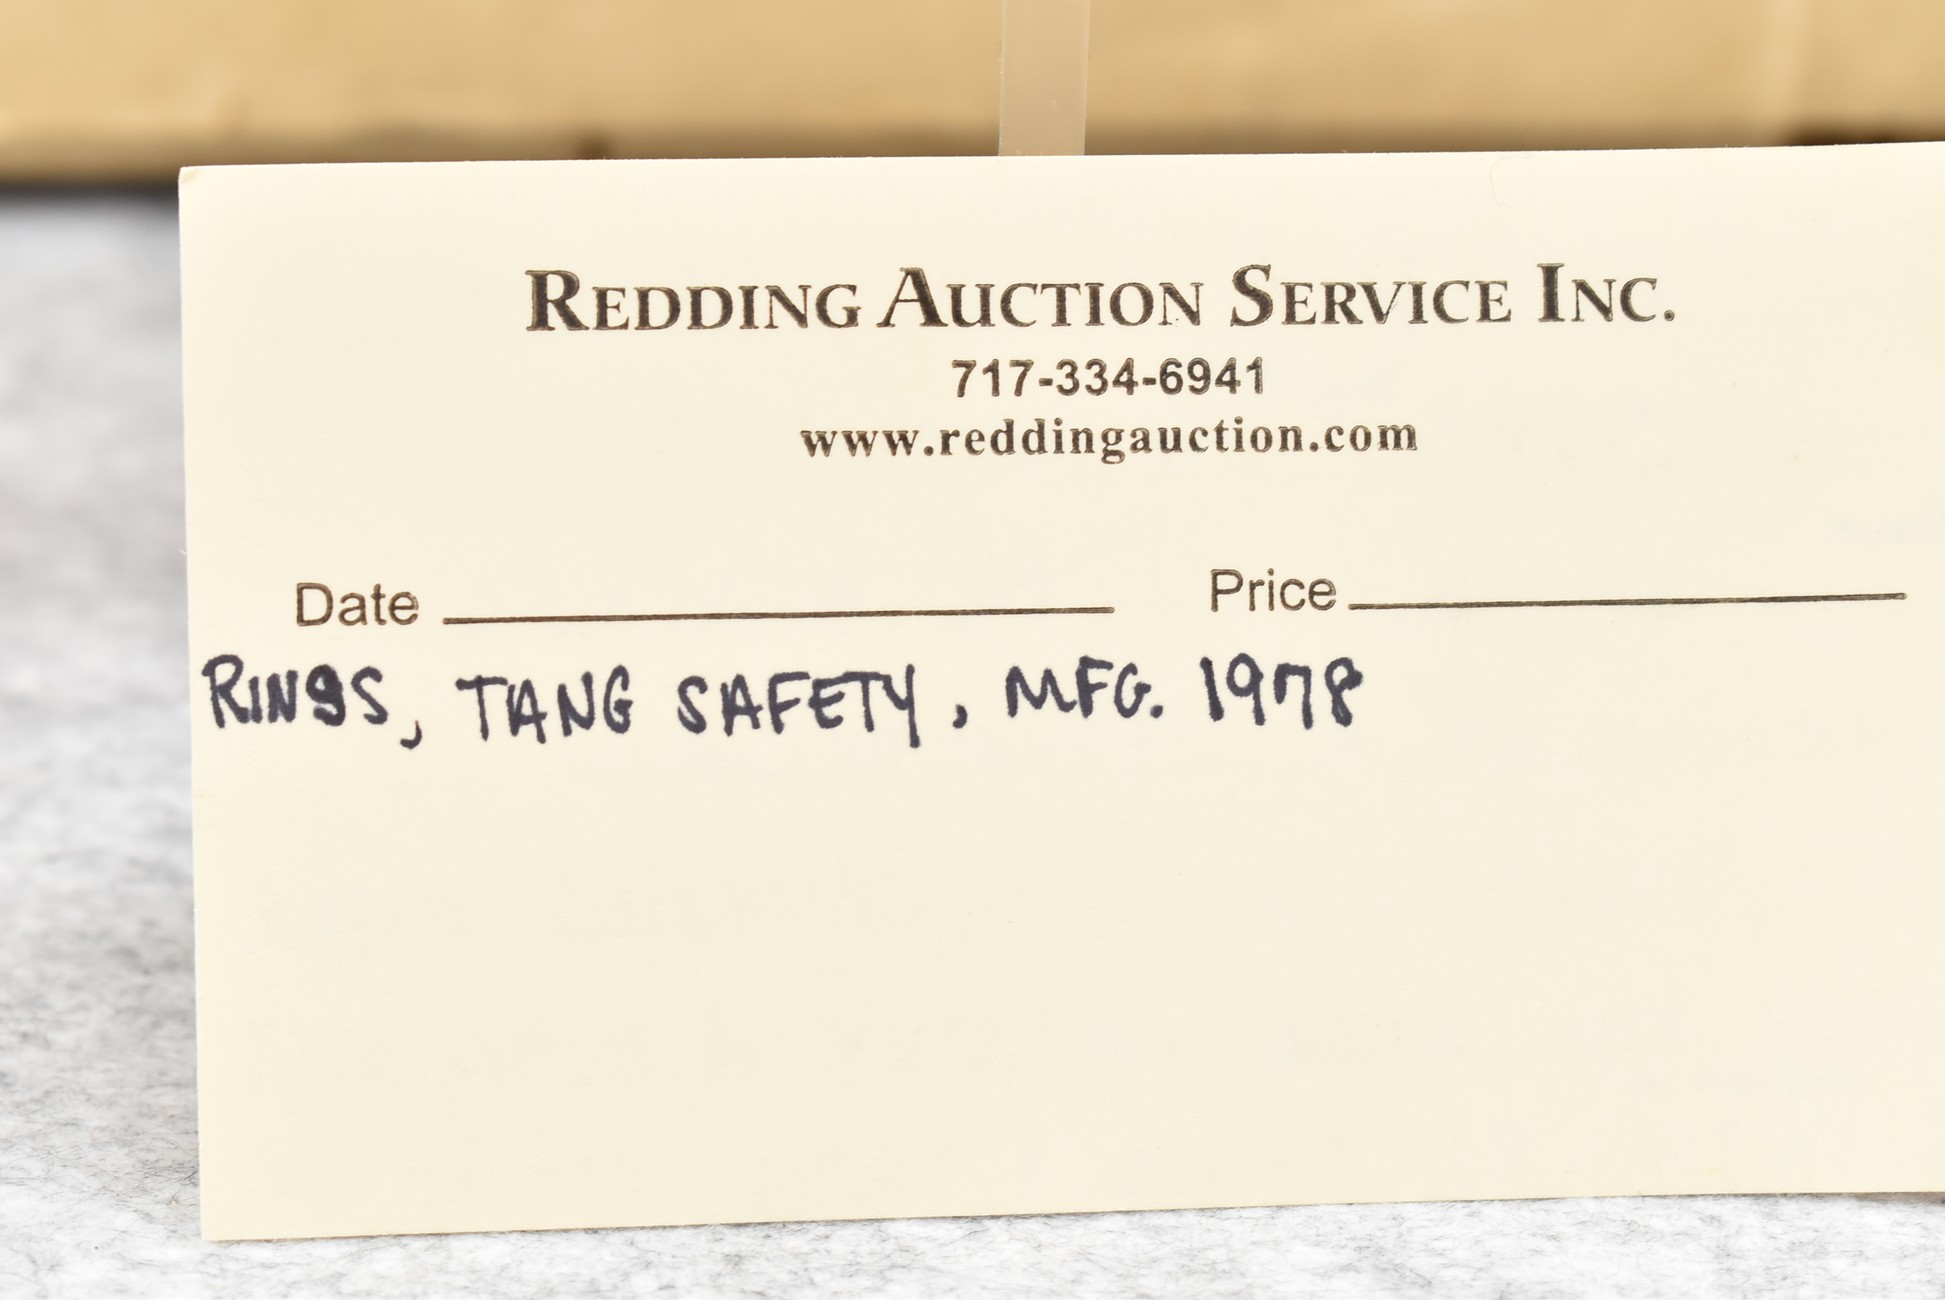 REDDING AUCTION SERVICE INC.
717-334-6941
www.reddingauction.com
Date Price
RINGS, TANG SAFETY, MFG. 1978